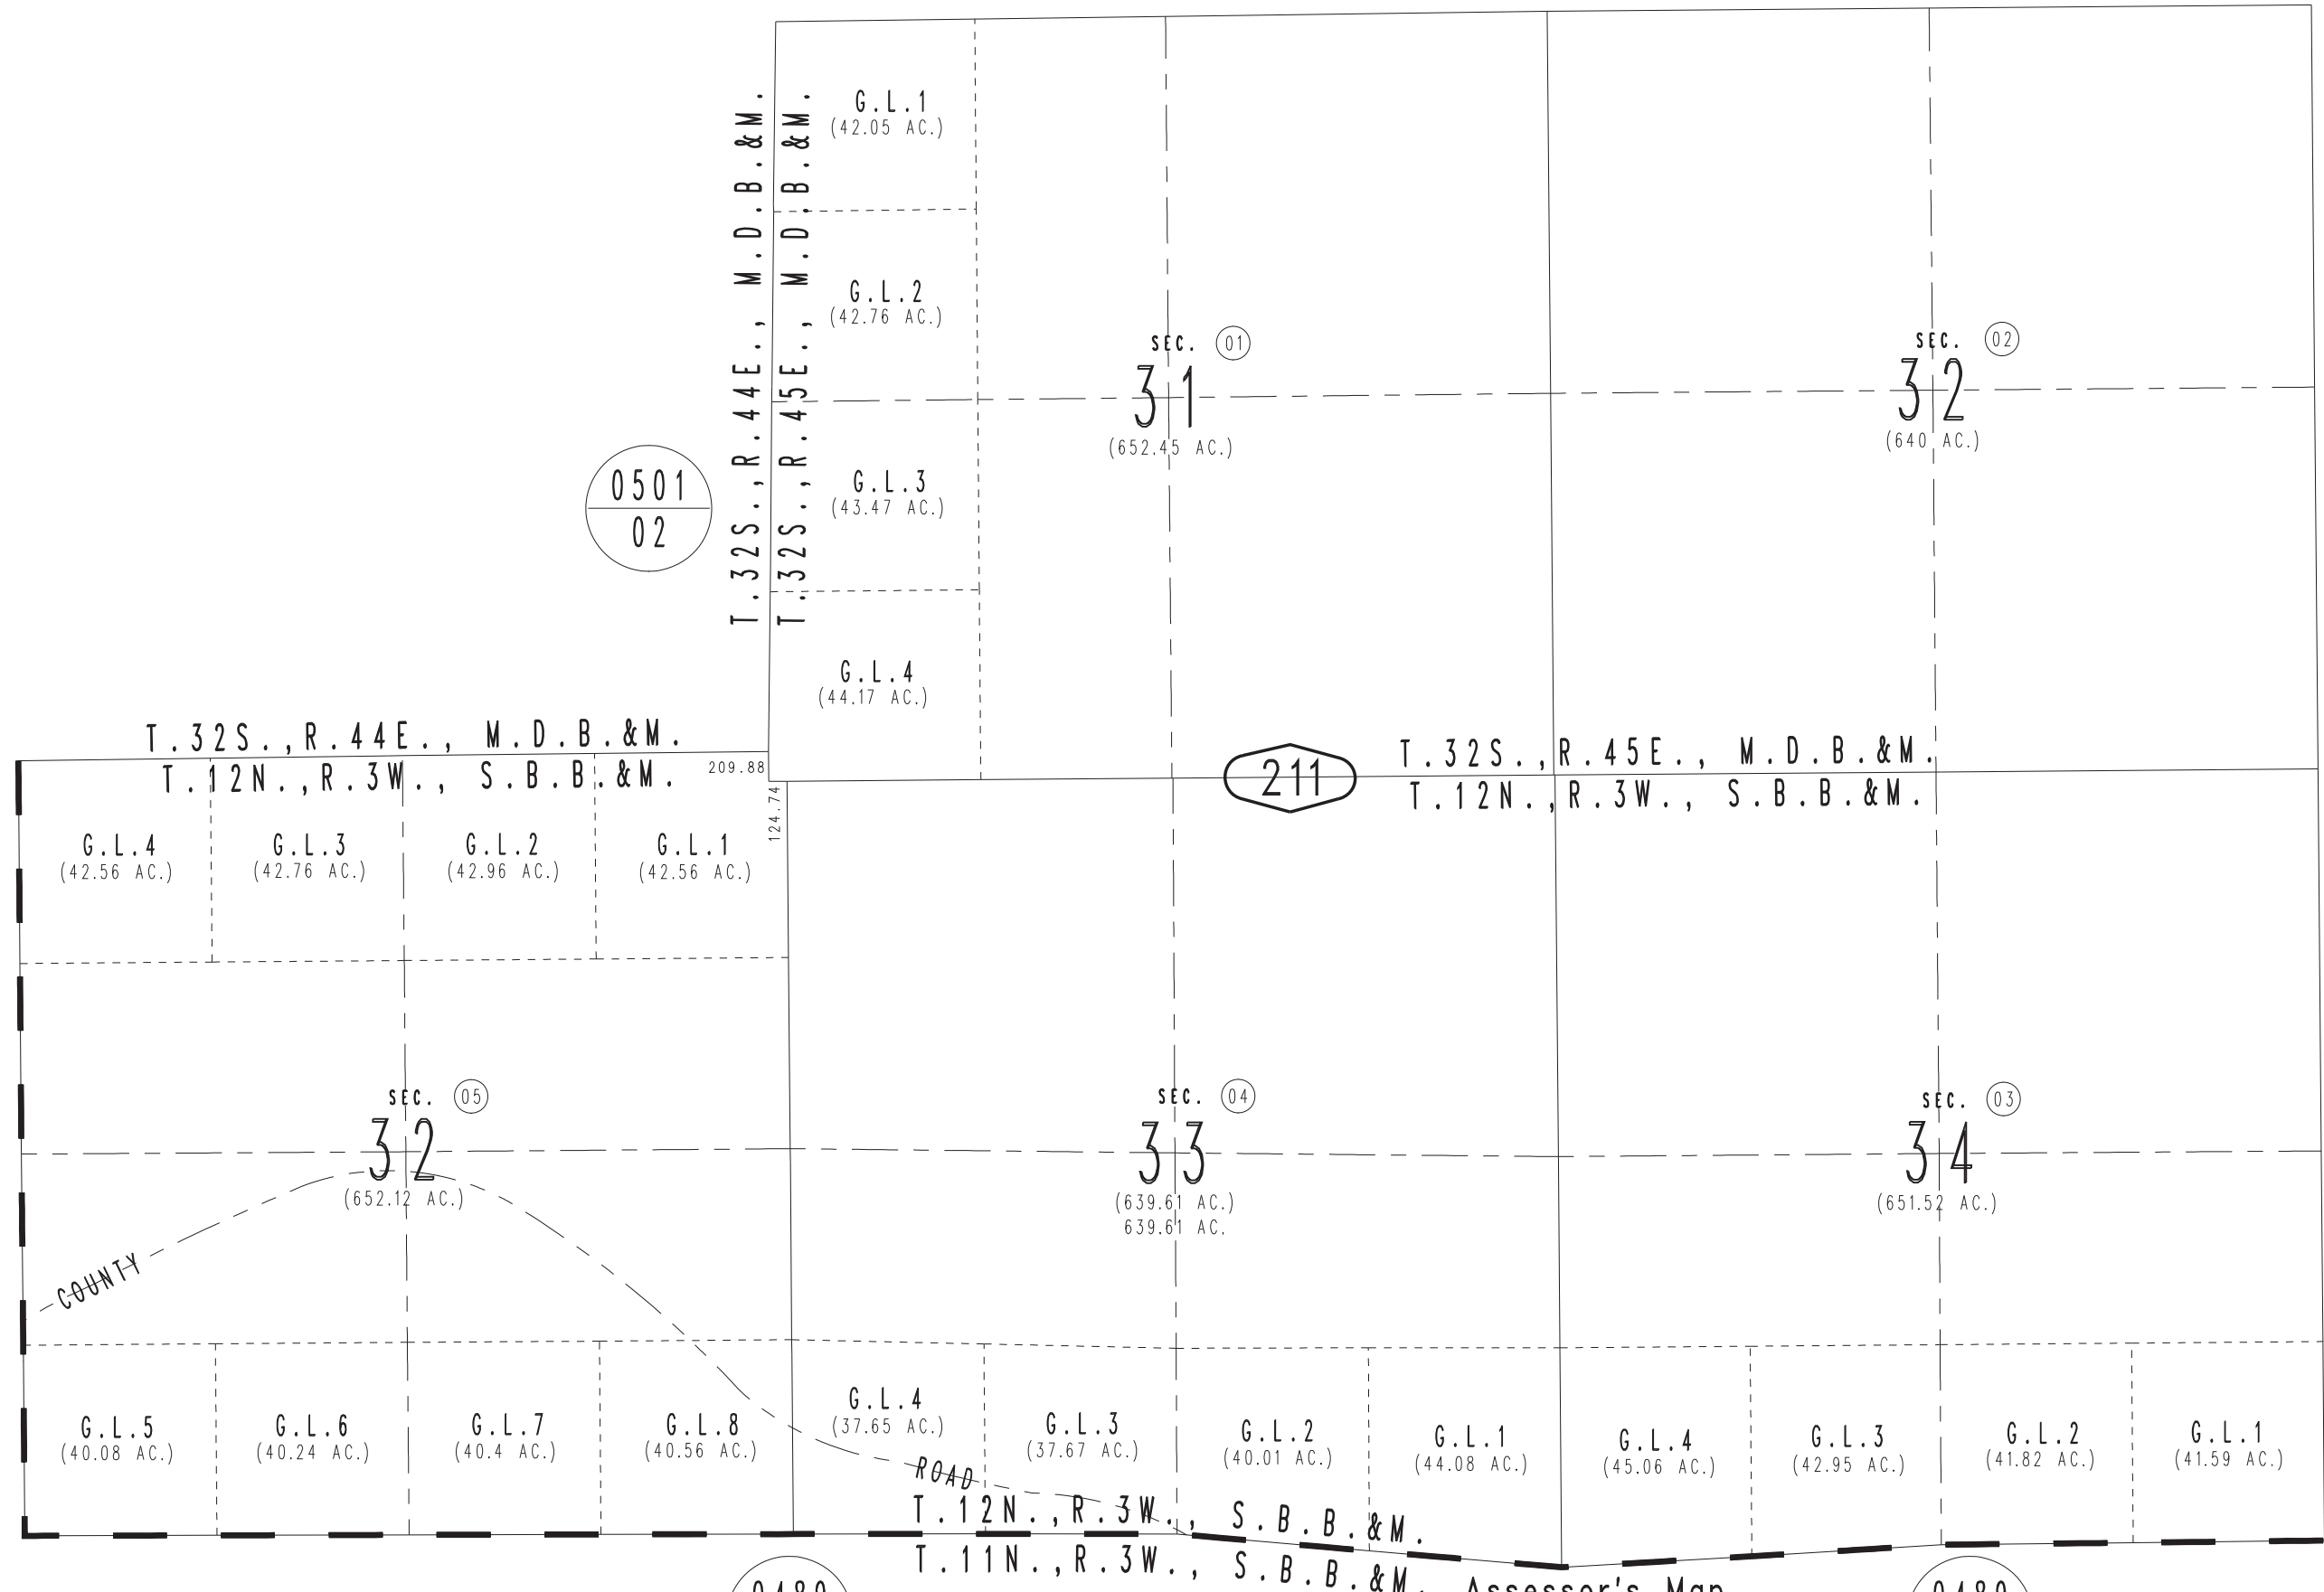 T.32S.,R.44E., M.D.B.&M.
T.32S.,R.45E., M.D.B.&M.
G.L.1
(42.05 AC.)
G.L.2
(42.76 AC.)
G.L.3
(43.47 AC.)
G.L.4
(44.17 AC.)
SEC. 01
31
(652.45 AC.)
SEC. 02
32
(640 AC.)
0501
02
T.32S.,R.44E., M.D.B.&M.
T.12N.,R.3W., S.B.B.&M.
209.88
124.74
211
T.32S.,R.45E., M.D.B.&M.
T.12N.,R.3W., S.B.B.&M.
G.L.4
(42.56 AC.)
G.L.3
(42.76 AC.)
G.L.2
(42.96 AC.)
G.L.1
(42.56 AC.)
SEC. 05
32
(652.12 AC.)
SEC. 04
33
(639.61 AC.)
639.61 AC.
SEC. 03
34
(651.52 AC.)
COUNTY
ROAD
G.L.5
(40.08 AC.)
G.L.6
(40.24 AC.)
G.L.7
(40.4 AC.)
G.L.8
(40.56 AC.)
G.L.4
(37.65 AC.)
G.L.3
(37.67 AC.)
G.L.2
(40.01 AC.)
G.L.1
(44.08 AC.)
G.L.4
(45.06 AC.)
G.L.3
(42.95 AC.)
G.L.2
(41.82 AC.)
G.L.1
(41.59 AC.)
T.12N.,R.3W., S.B.B.&M.
T.11N.,R.3W., S.B.B.&M.
Assessor's Map